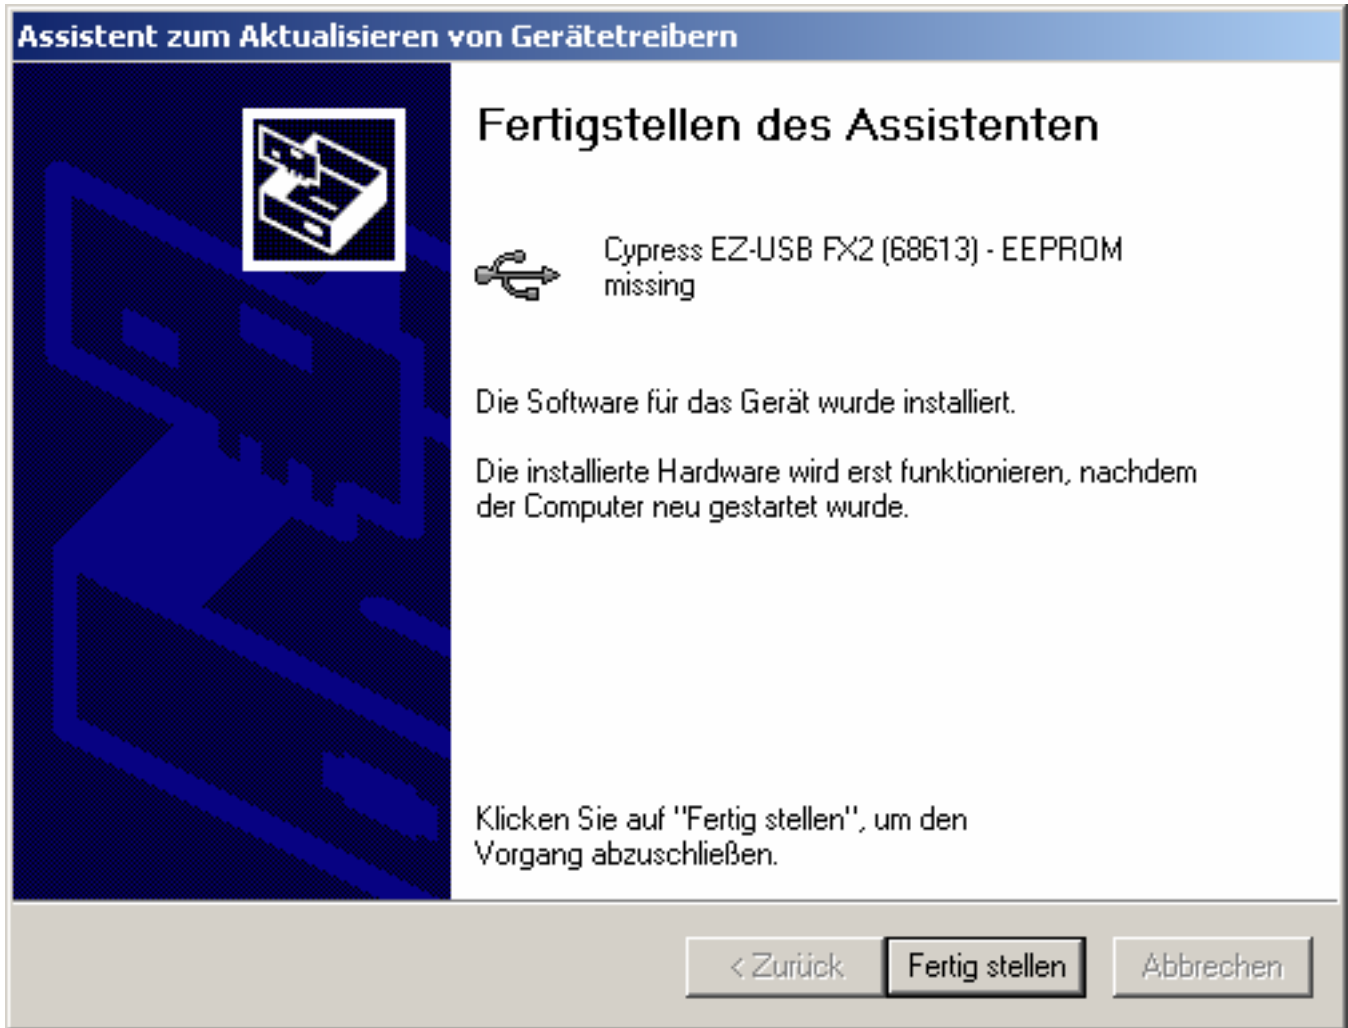 Assistent zum Aktualisieren von Gerätetreibern
Fertigstellen des Assistenten
Cypress EZ-USB FX2 (68613) - EEPROM
missing
Die Software für das Gerät wurde installiert.
Die installierte Hardware wird erst funktionieren, nachdem
der Computer neu gestartet wurde.
Klicken Sie auf "Fertig stellen", um den
Vorgang abzuschließen.
< Zurück
Fertig stellen
Abbrechen